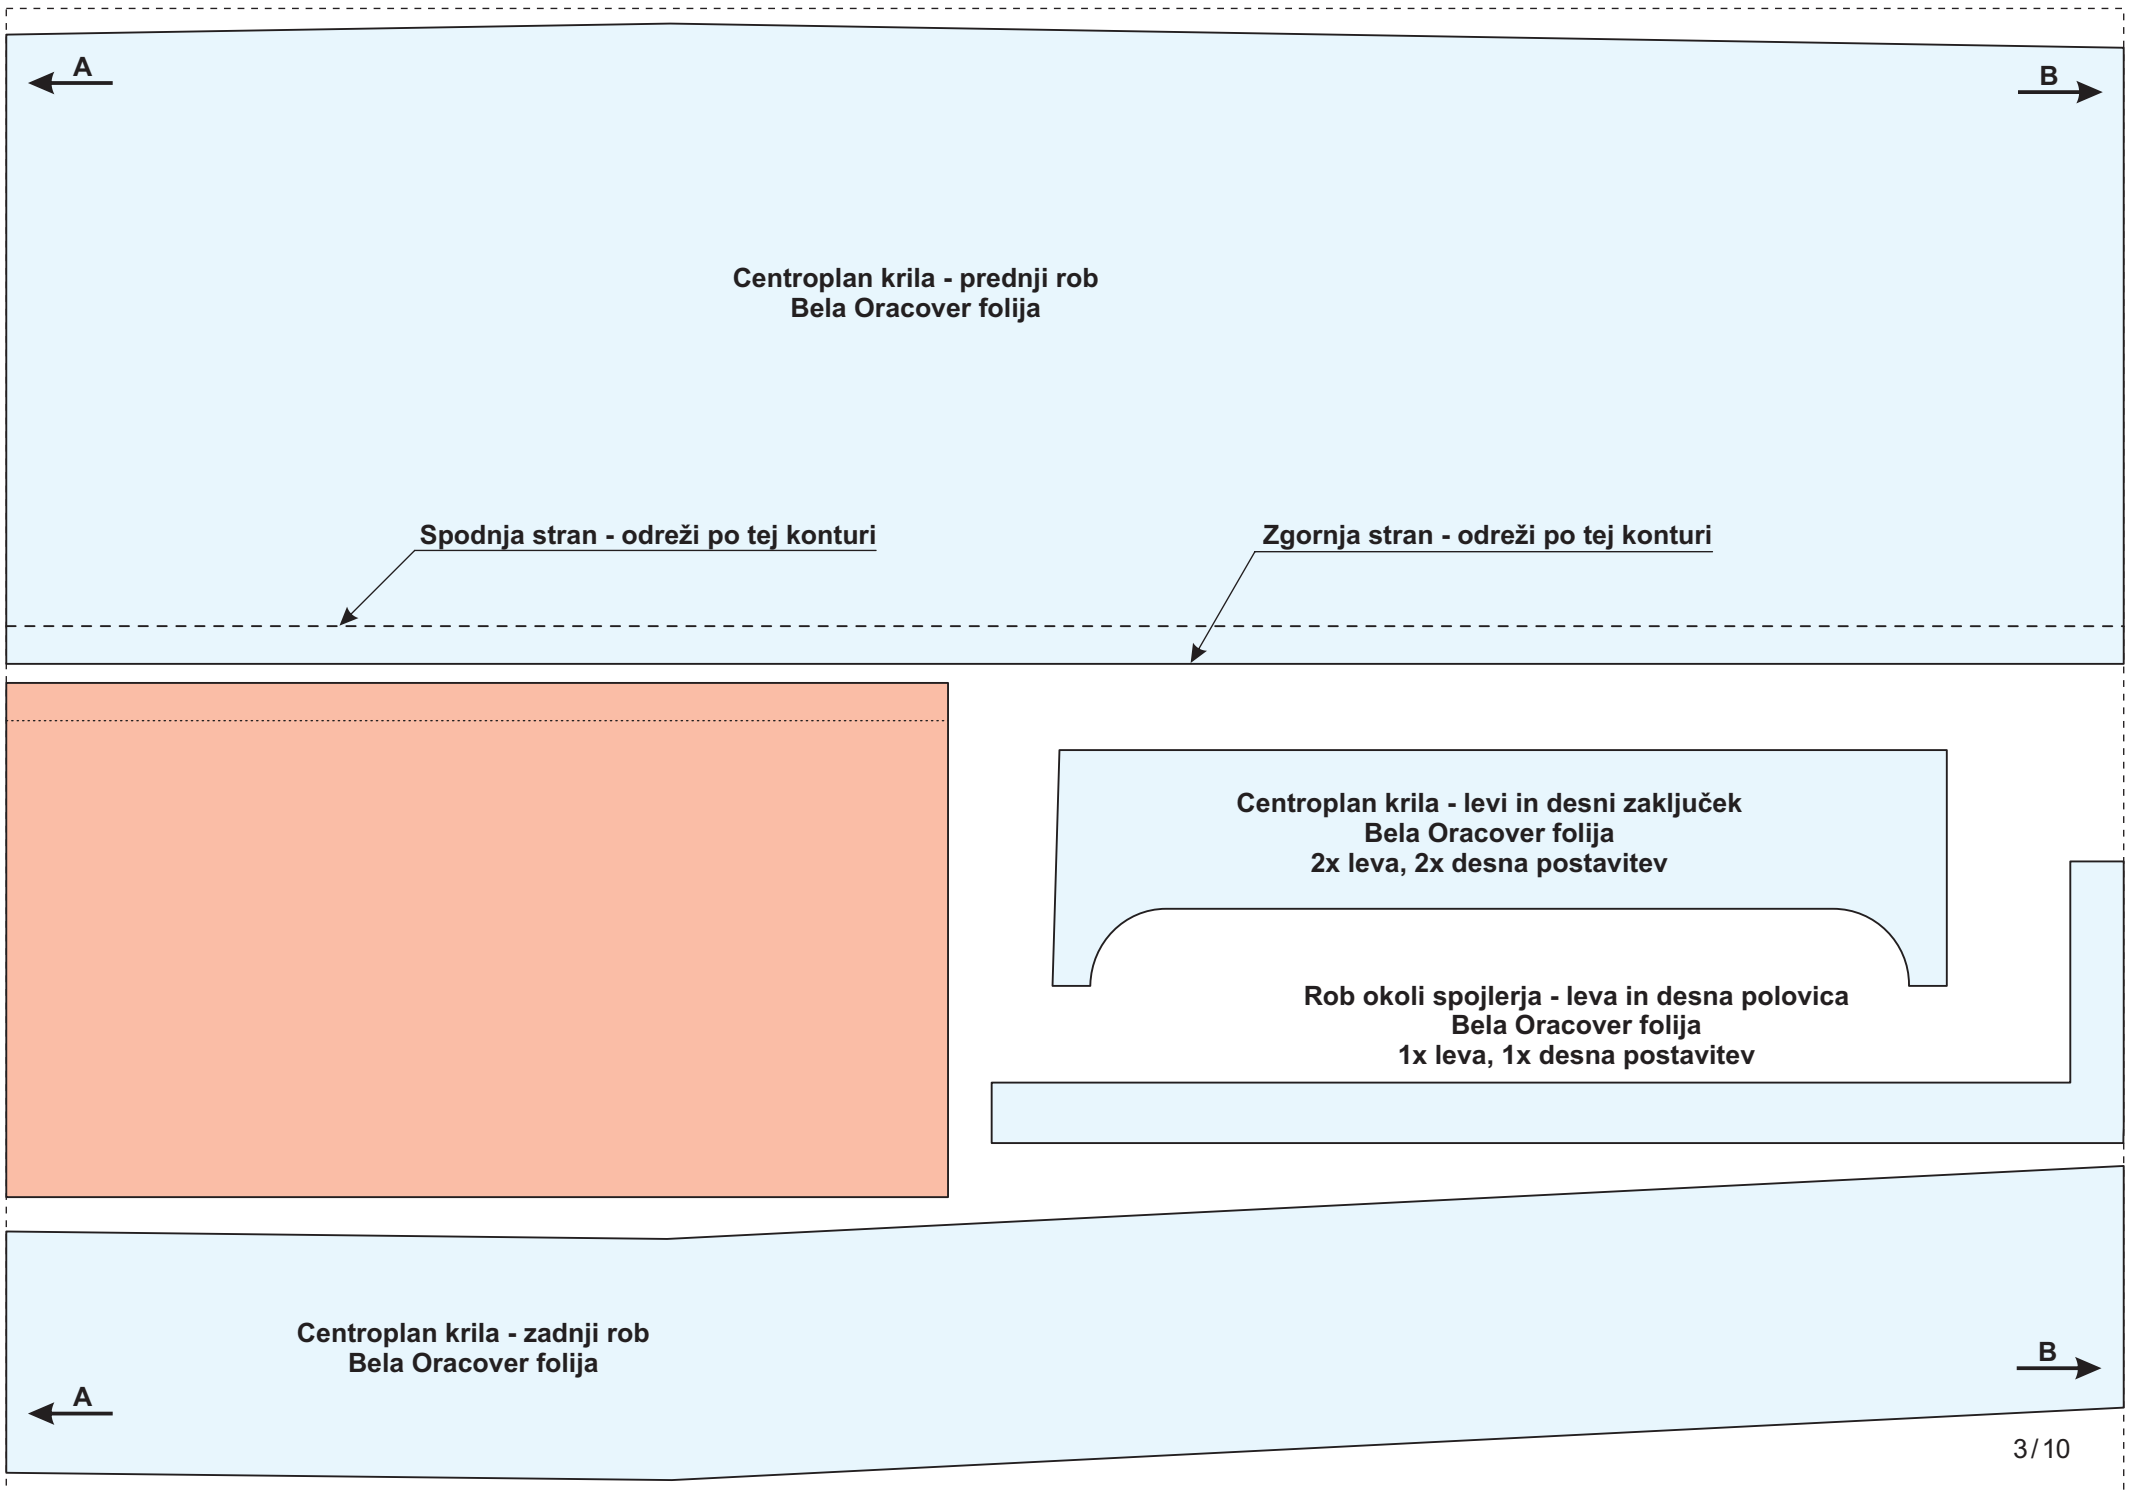 A
B
Centroplan krila - prednji rob
Bela Oracover folija
Spodnja stran - odreži po tej konturi
Zgornja stran - odreži po tej konturi
Centroplan krila - levi in desni zaključek
Bela Oracover folija
2x leva, 2x desna postavitev
Rob okoli spojlerja - leva in desna polovica
Bela Oracover folija
1x leva, 1x desna postavitev
Centroplan krila - zadnji rob
Bela Oracover folija
A
B
3/10